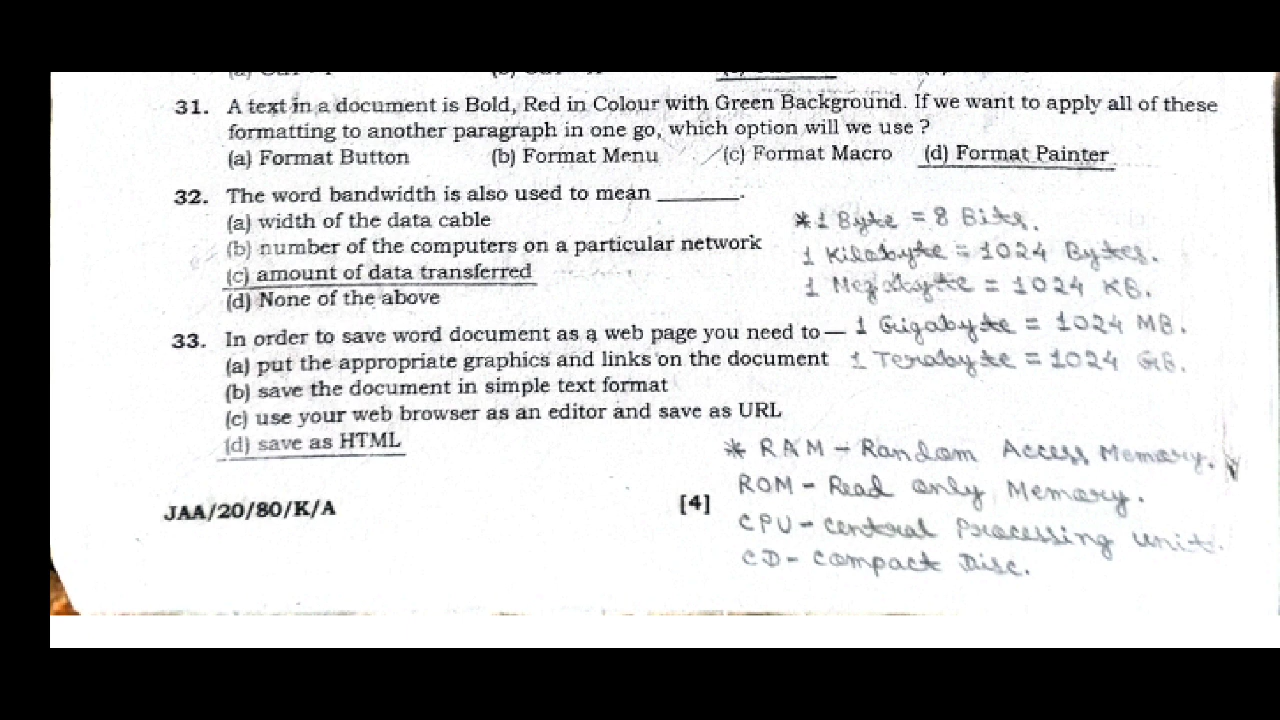 31. A text in a document is Bold, Red in Colour with Green Background. If we want to apply all of these
formatting to another paragraph in one go, which option will we use ?
(a) Format Button (b) Format Menu (c) Format Macro (d) Format Painter
32. The word bandwidth is also used to mean ________.
(a) width of the data cable
(b) number of the computers on a particular network
(c) amount of data transferred
(d) None of the above
* 1 Byte = 8 Bits.
1 Kilobyte = 1024 Bytes.
1 Megabyte = 1024 KB.
1 Gigabyte = 1024 MB.
1 Terabyte = 1024 GB.
33. In order to save word document as a web page you need to —
(a) put the appropriate graphics and links on the document
(b) save the document in simple text format
(c) use your web browser as an editor and save as URL
(d) save as HTML
* RAM - Random Access Memory.
ROM - Read only Memory.
CPU - central Processing unit.
CD - compact Disc.
JAA/20/80/K/A [4]